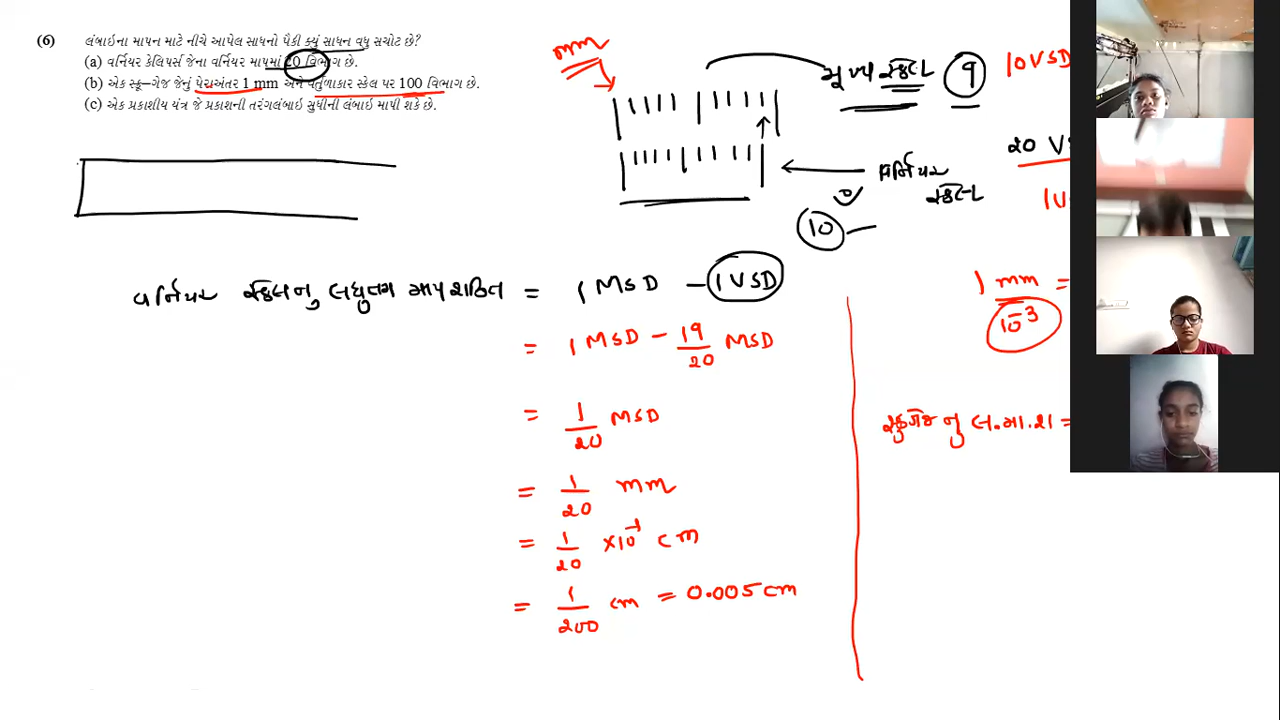 (6) લંબાઈના માપન માટે નીચે આપેલ સાધનો પૈકી કયું સાધન વધુ સચોટ છે?
(a) વર્નિયર કેલિપર્સ જેના વર્નિયર માપમાં 20 વિભાગ છે.
(b) એક સ્ક્રૂ-ગેજ જેનું પેચઅંતર 1 mm અને વર્તુળાકાર સ્કેલ પર 100 વિભાગ છે.
(c) એક પ્રકાશીય યંત્ર જે પ્રકાશની તરંગલંબાઈ સુધીની લંબાઈ માપી શકે છે.
mm
મુખ્ય સ્કેલ 9
10 VSD
વર્નિયર
સ્કેલ
10
20 V
1 V
વર્નિયર સ્કેલનુ લઘુતમ માપ શક્તિ = 1 MSD - 1 VSD
= 1 MSD - 19/20 MSD
= 1/20 MSD
= 1/20 mm
= 1/20 ×10⁻¹ cm
= 1/200 cm = 0.005 cm
1 mm =
10⁻³
સ્ક્રુગેજ નુ લ.મા.શ =